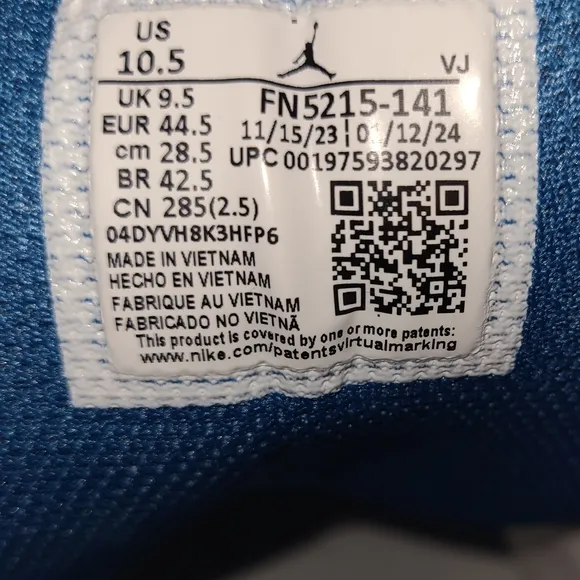 US
10.5
VJ
UK 9.5
FN5215-141
EUR 44.5
11/15/23 | 01/12/24
cm 28.5
UPC 00197593820297
BR 42.5
CN 285(2.5)
04DYVH8K3HFP6
MADE IN VIETNAM
HECHO EN VIETNAM
FABRIQUE AU VIETNAM
FABRICADO NO VIETNÃ
This product is covered by one or more patents:
www.nike.com/patentsvirtualmarking